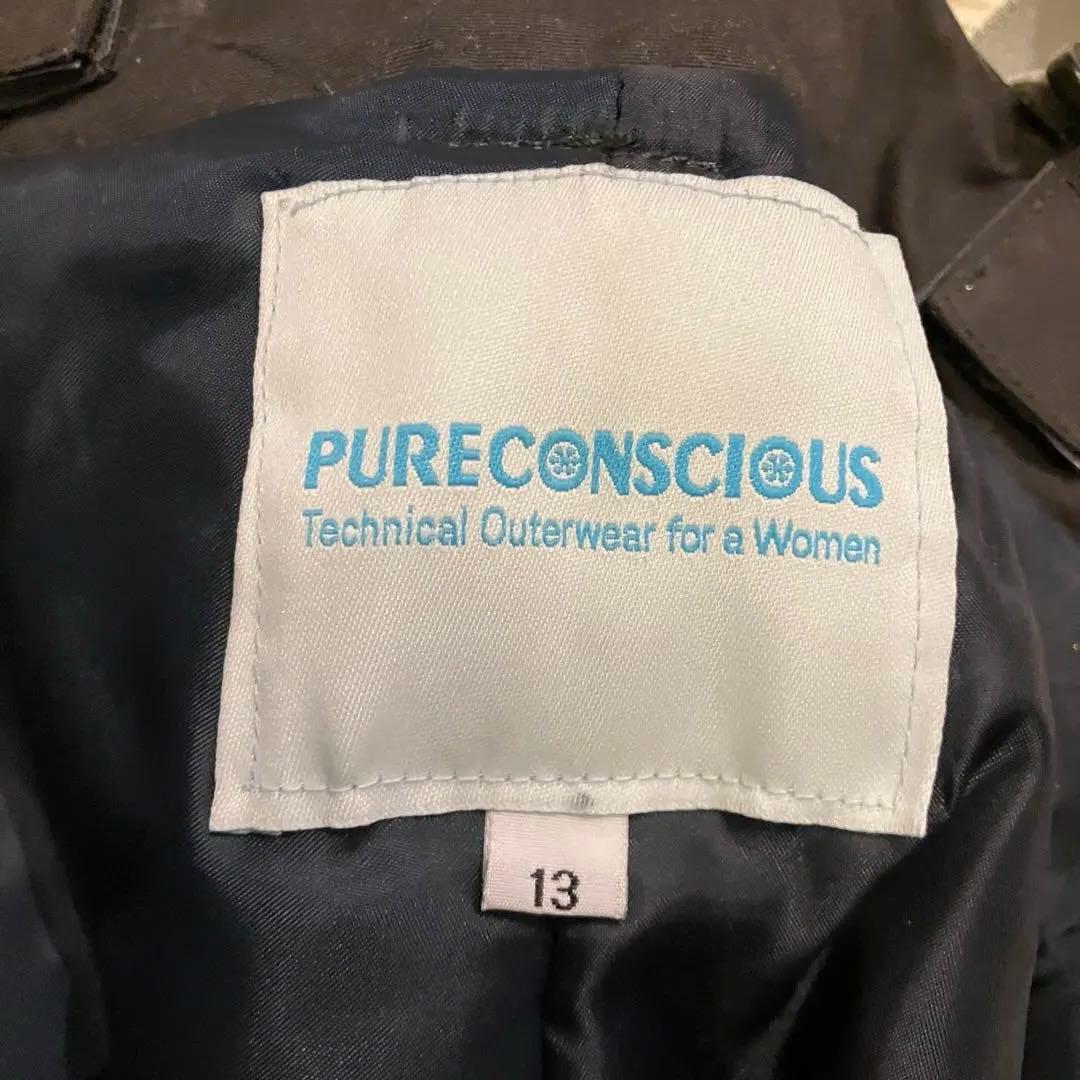 PURECONSCIOUS
Technical Outerwear for a Women
13